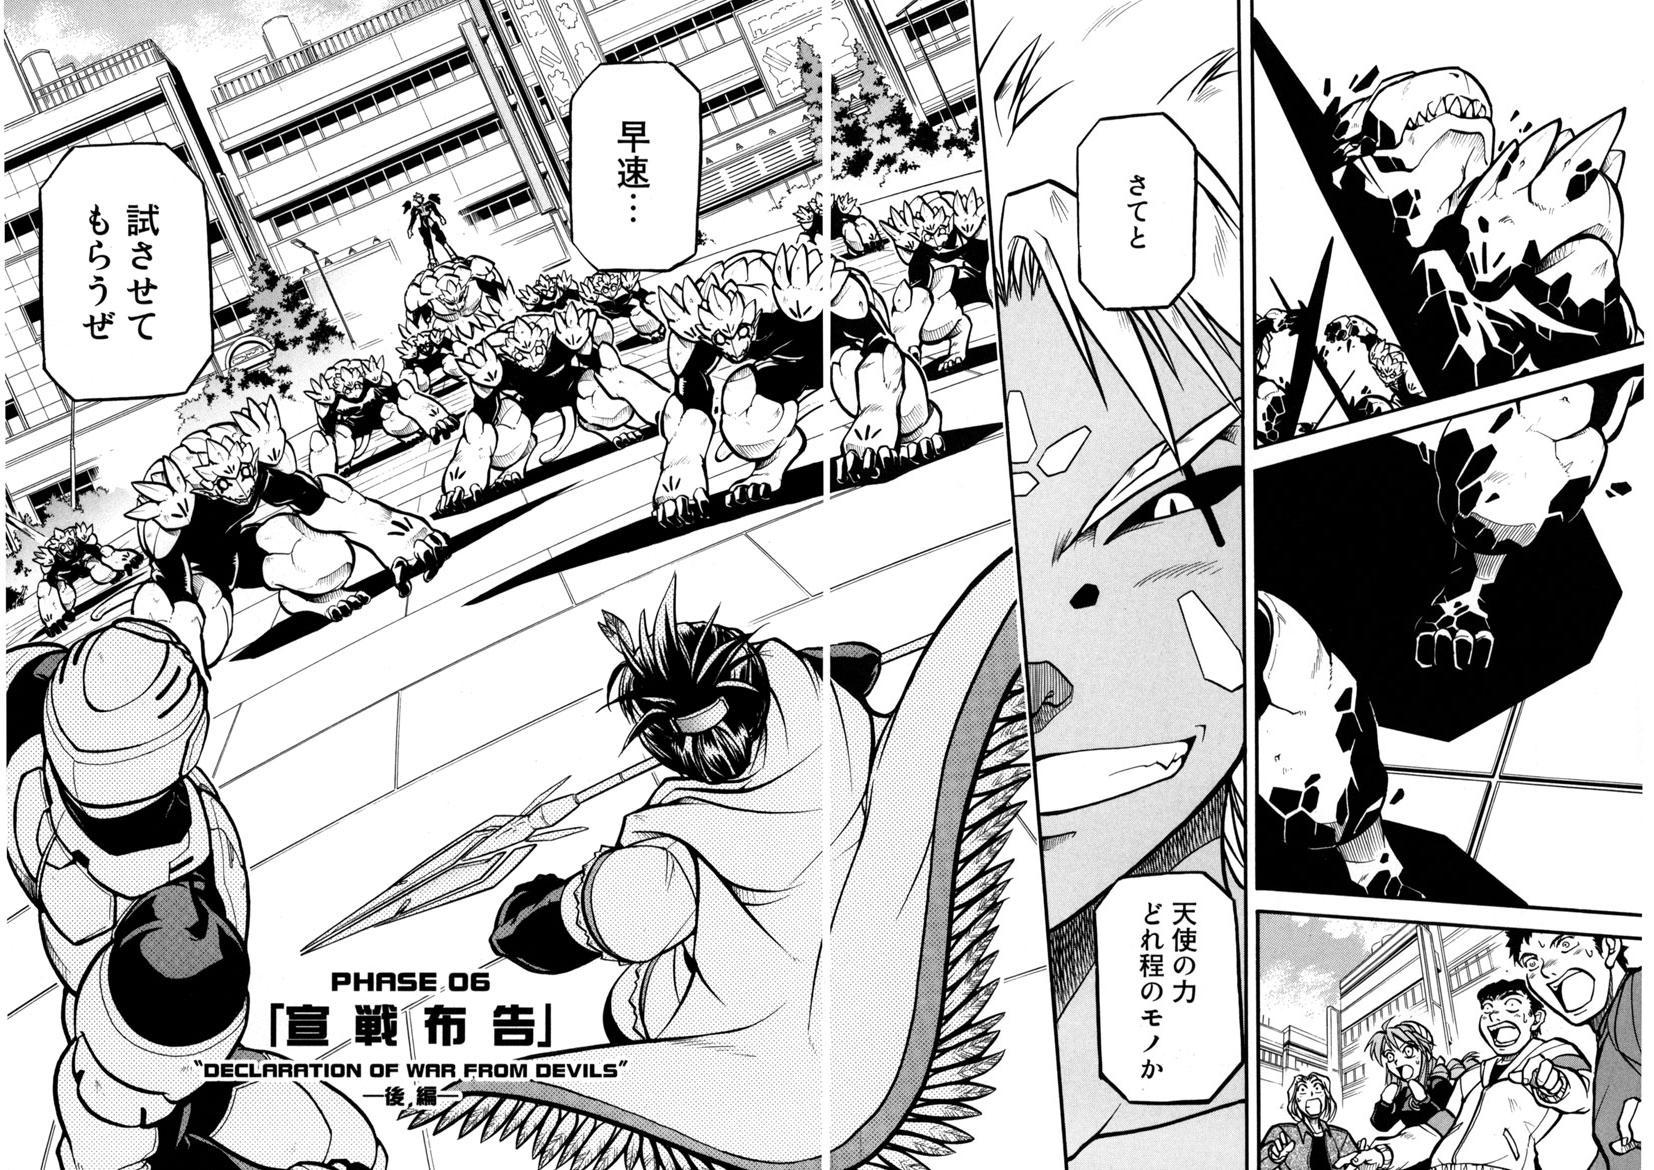 さてと
天使の力
どれ程のモノか
早速…
試させて
もらうぜ
PHASE 06
「宣戦布告」
"DECLARATION OF WAR FROM DEVILS"
―後編―